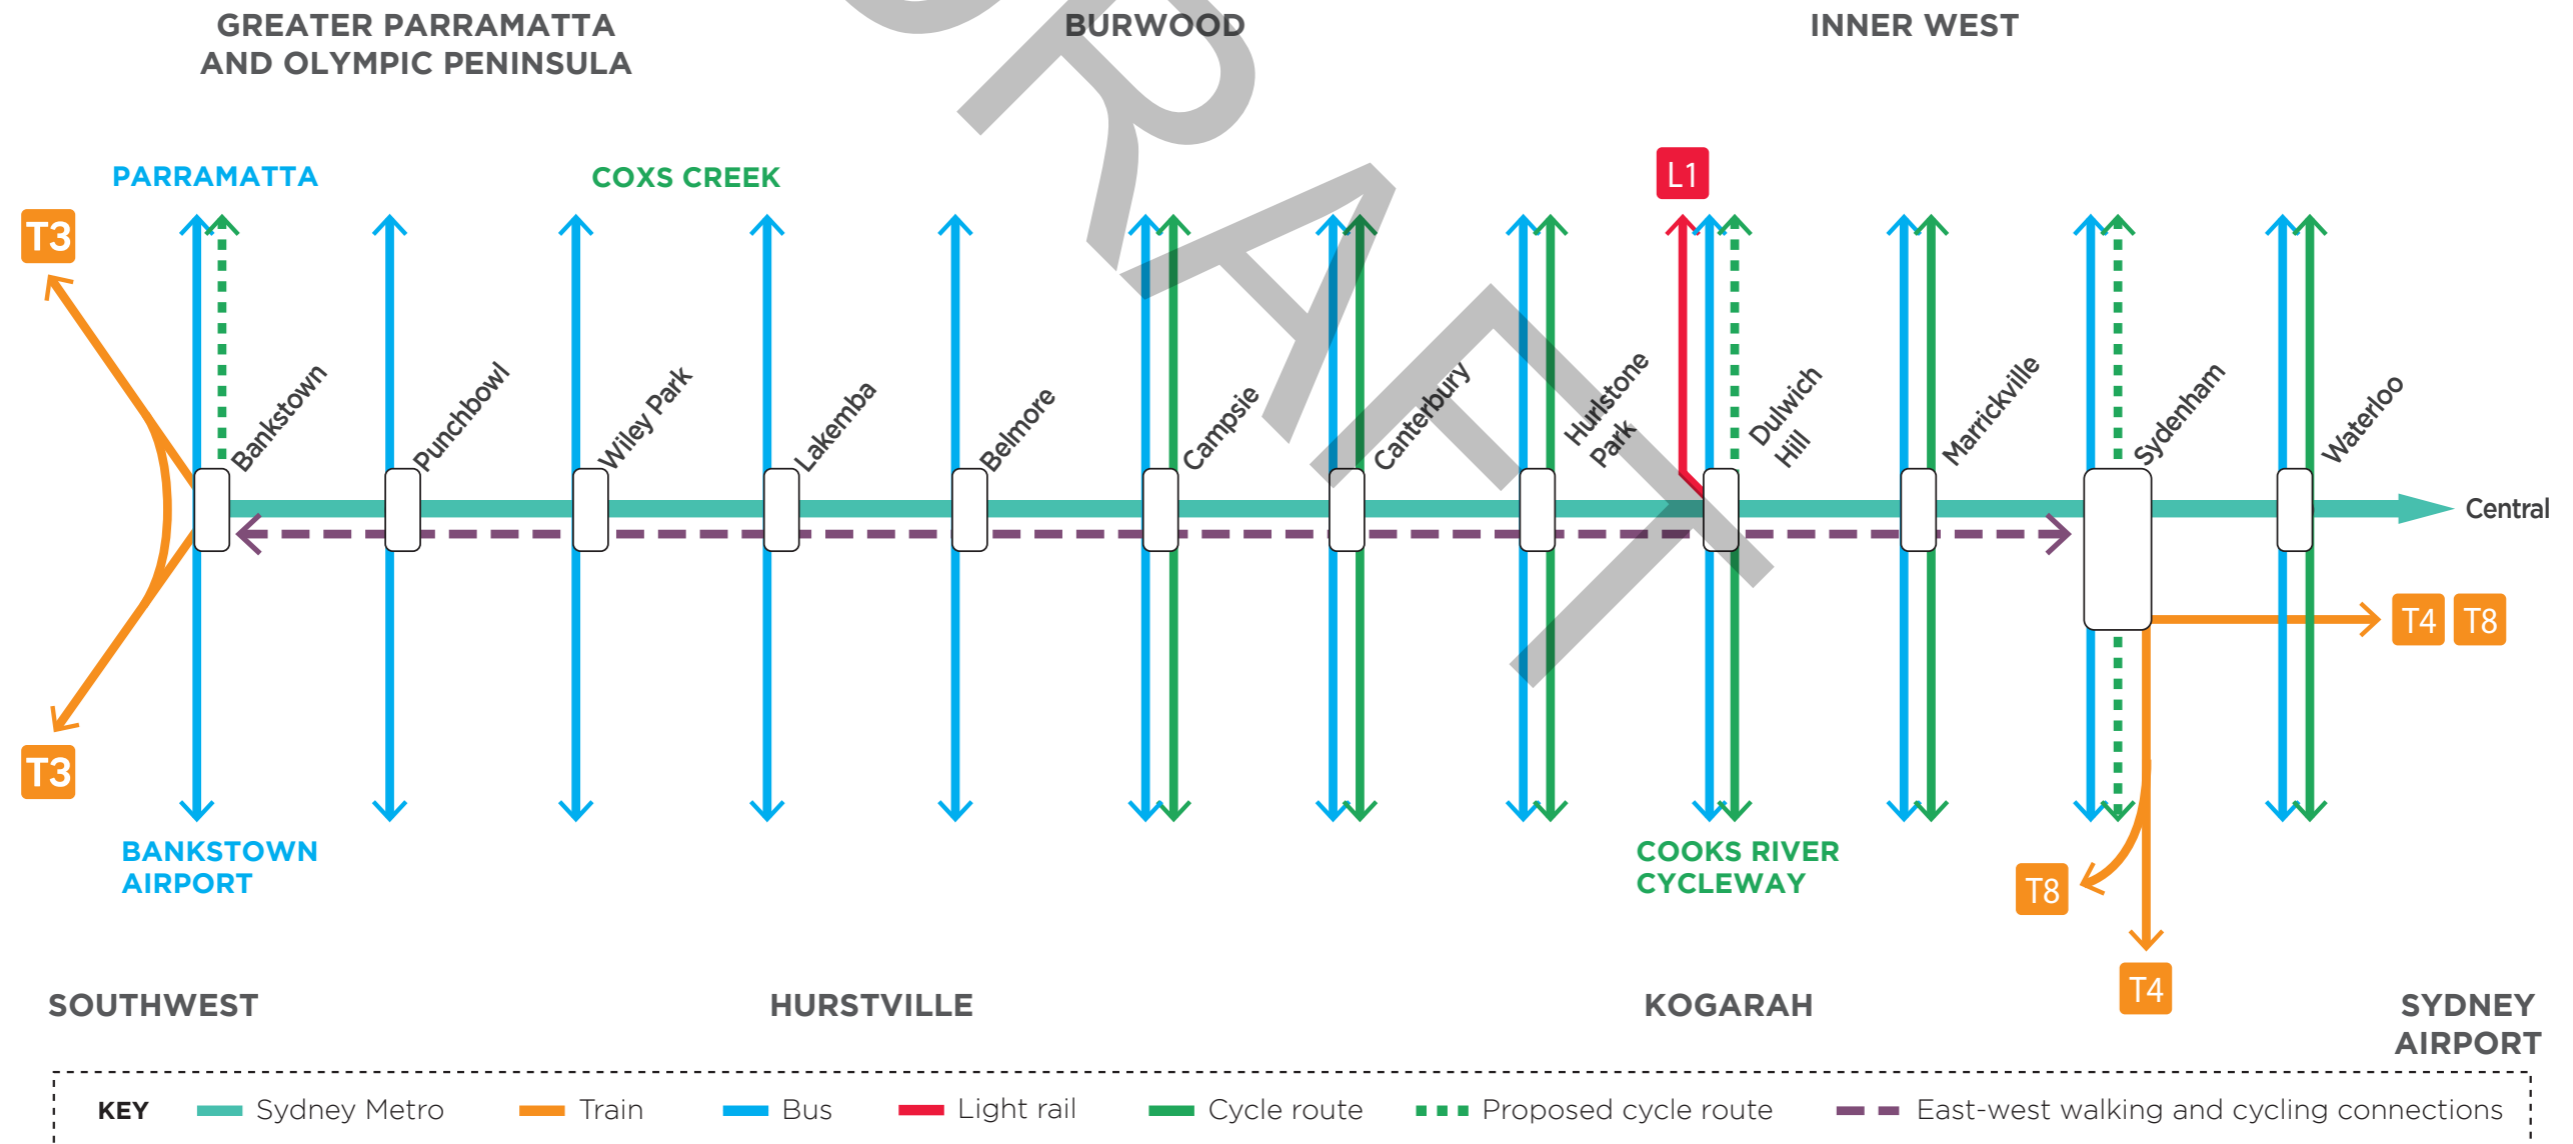 GREATER PARRAMATTA
AND OLYMPIC PENINSULA
BURWOOD
INNER WEST
DRAFT
PARRAMATTA
COXS CREEK
L1
T3
Bankstown
Punchbowl
Wiley Park
Lakemba
Belmore
Campsie
Canterbury
Hurlstone
Park
Dulwich
Hill
Marrickville
Sydenham
Waterloo
Central
T4 T8
T3
BANKSTOWN
AIRPORT
COOKS RIVER
CYCLEWAY
T8
T4
SOUTHWEST
HURSTVILLE
KOGARAH
SYDNEY
AIRPORT
KEY
Sydney Metro
Train
Bus
Light rail
Cycle route
Proposed cycle route
East-west walking and cycling connections